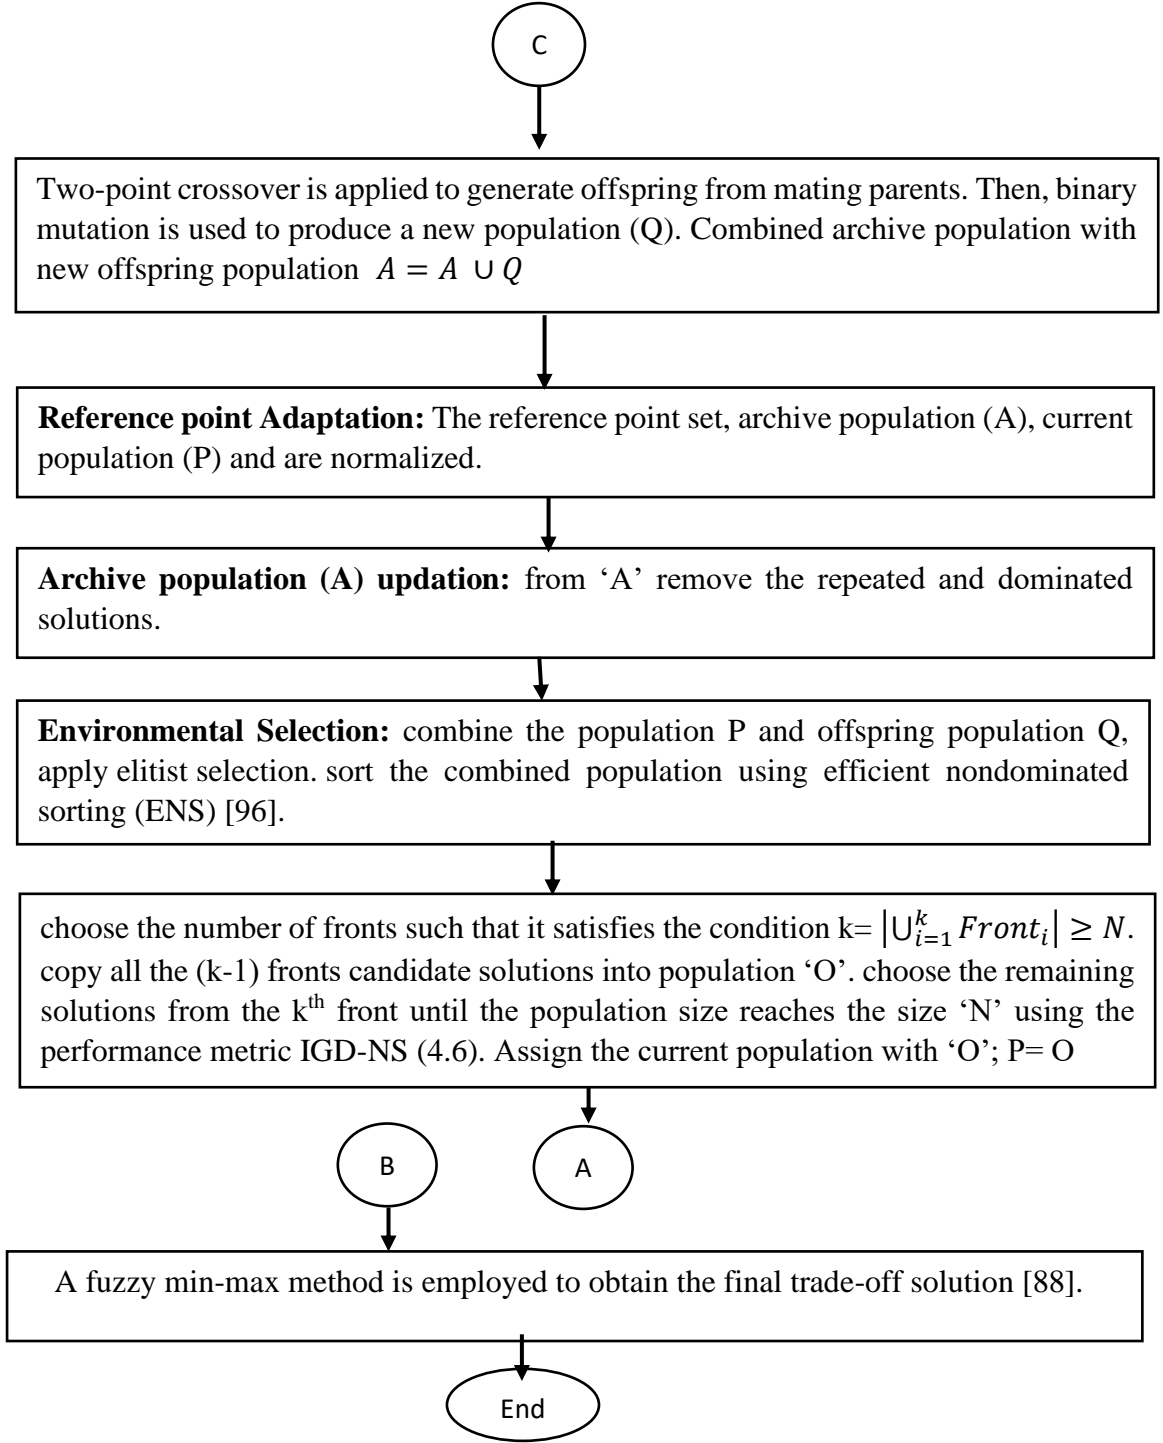 C
Two-point crossover is applied to generate offspring from mating parents. Then, binary
mutation is used to produce a new population (Q). Combined archive population with
new offspring population A = A ∪ Q
Reference point Adaptation: The reference point set, archive population (A), current
population (P) and are normalized.
Archive population (A) updation: from ‘A’ remove the repeated and dominated
solutions.
Environmental Selection: combine the population P and offspring population Q,
apply elitist selection. sort the combined population using efficient nondominated
sorting (ENS) [96].
choose the number of fronts such that it satisfies the condition k= |⋃ᵢ₌₁ᵏ Frontᵢ| ≥ N.
copy all the (k-1) fronts candidate solutions into population ‘O’. choose the remaining
solutions from the kᵗʰ front until the population size reaches the size ‘N’ using the
performance metric IGD-NS (4.6). Assign the current population with ‘O’; P= O
B
A
A fuzzy min-max method is employed to obtain the final trade-off solution [88].
End